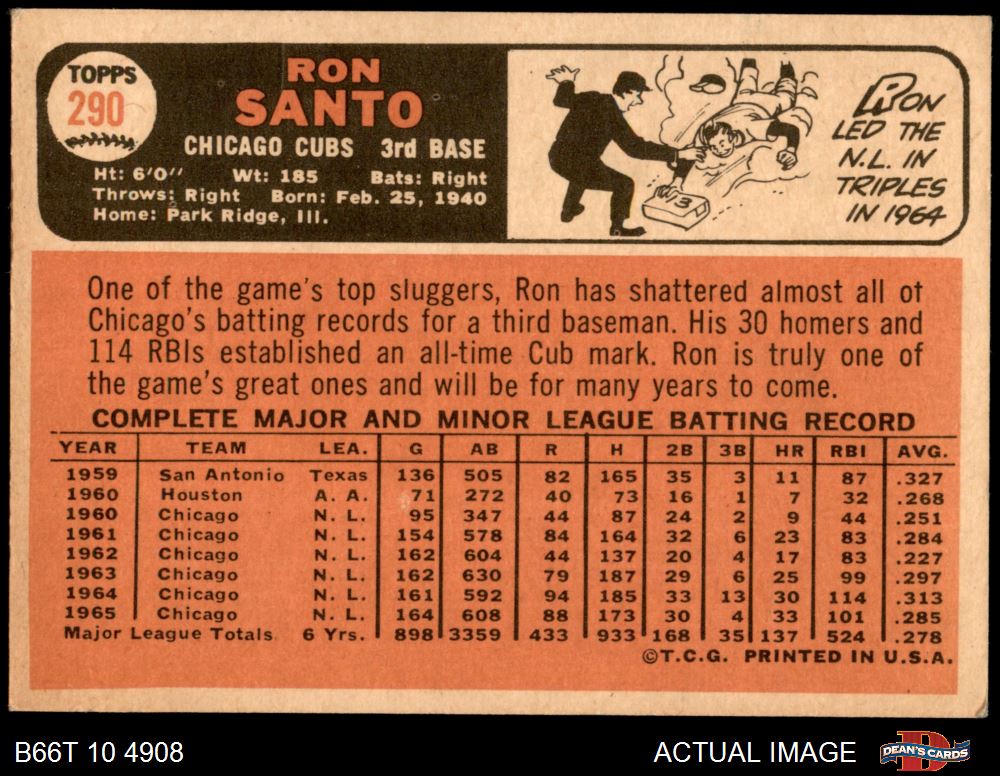 TOPPS
290
RON
SANTO
CHICAGO CUBS 3rd BASE
Ht: 6'0" Wt: 185 Bats: Right
Throws: Right Born: Feb. 25, 1940
Home: Park Ridge, Ill.
3
RON
LED THE
N.L. IN
TRIPLES
IN 1964
One of the game's top sluggers, Ron has shattered almost all of
Chicago's batting records for a third baseman. His 30 homers and
114 RBIs established an all-time Cub mark. Ron is truly one of
the game's great ones and will be for many years to come.
COMPLETE MAJOR AND MINOR LEAGUE BATTING RECORD
YEAR TEAM LEA. G AB R H 2B 3B HR RBI AVG.
1959 San Antonio Texas 136 505 82 165 35 3 11 87 .327
1960 Houston A. A. 71 272 40 73 16 1 7 32 .268
1960 Chicago N. L. 95 347 44 87 24 2 9 44 .251
1961 Chicago N. L. 154 578 84 164 32 6 23 83 .284
1962 Chicago N. L. 162 604 44 137 20 4 17 83 .227
1963 Chicago N. L. 162 630 79 187 29 6 25 99 .297
1964 Chicago N. L. 161 592 94 185 33 13 30 114 .313
1965 Chicago N. L. 164 608 88 173 30 4 33 101 .285
Major League Totals 6 Yrs. 898 3359 433 933 168 35 137 524 .278
©T.C.G. PRINTED IN U.S.A.
B66T 10 4908
ACTUAL IMAGE
D
DEAN'S CARDS